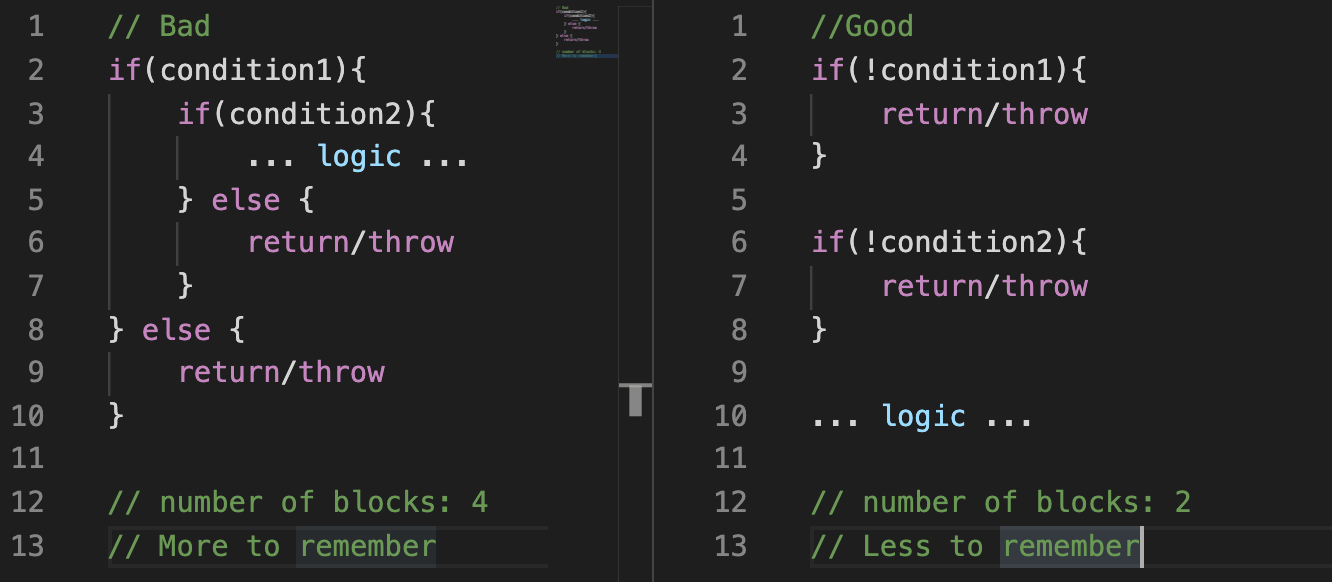 1 // Bad
2 if(condition1){
3     if(condition2){
4         ... logic ...
5     } else {
6         return/throw
7     }
8 } else {
9     return/throw
10 }
11
12 // number of blocks: 4
13 // More to remember
1 //Good
2 if(!condition1){
3     return/throw
4 }
5
6 if(!condition2){
7     return/throw
8 }
9
10 ... logic ...
11
12 // number of blocks: 2
13 // Less to remember